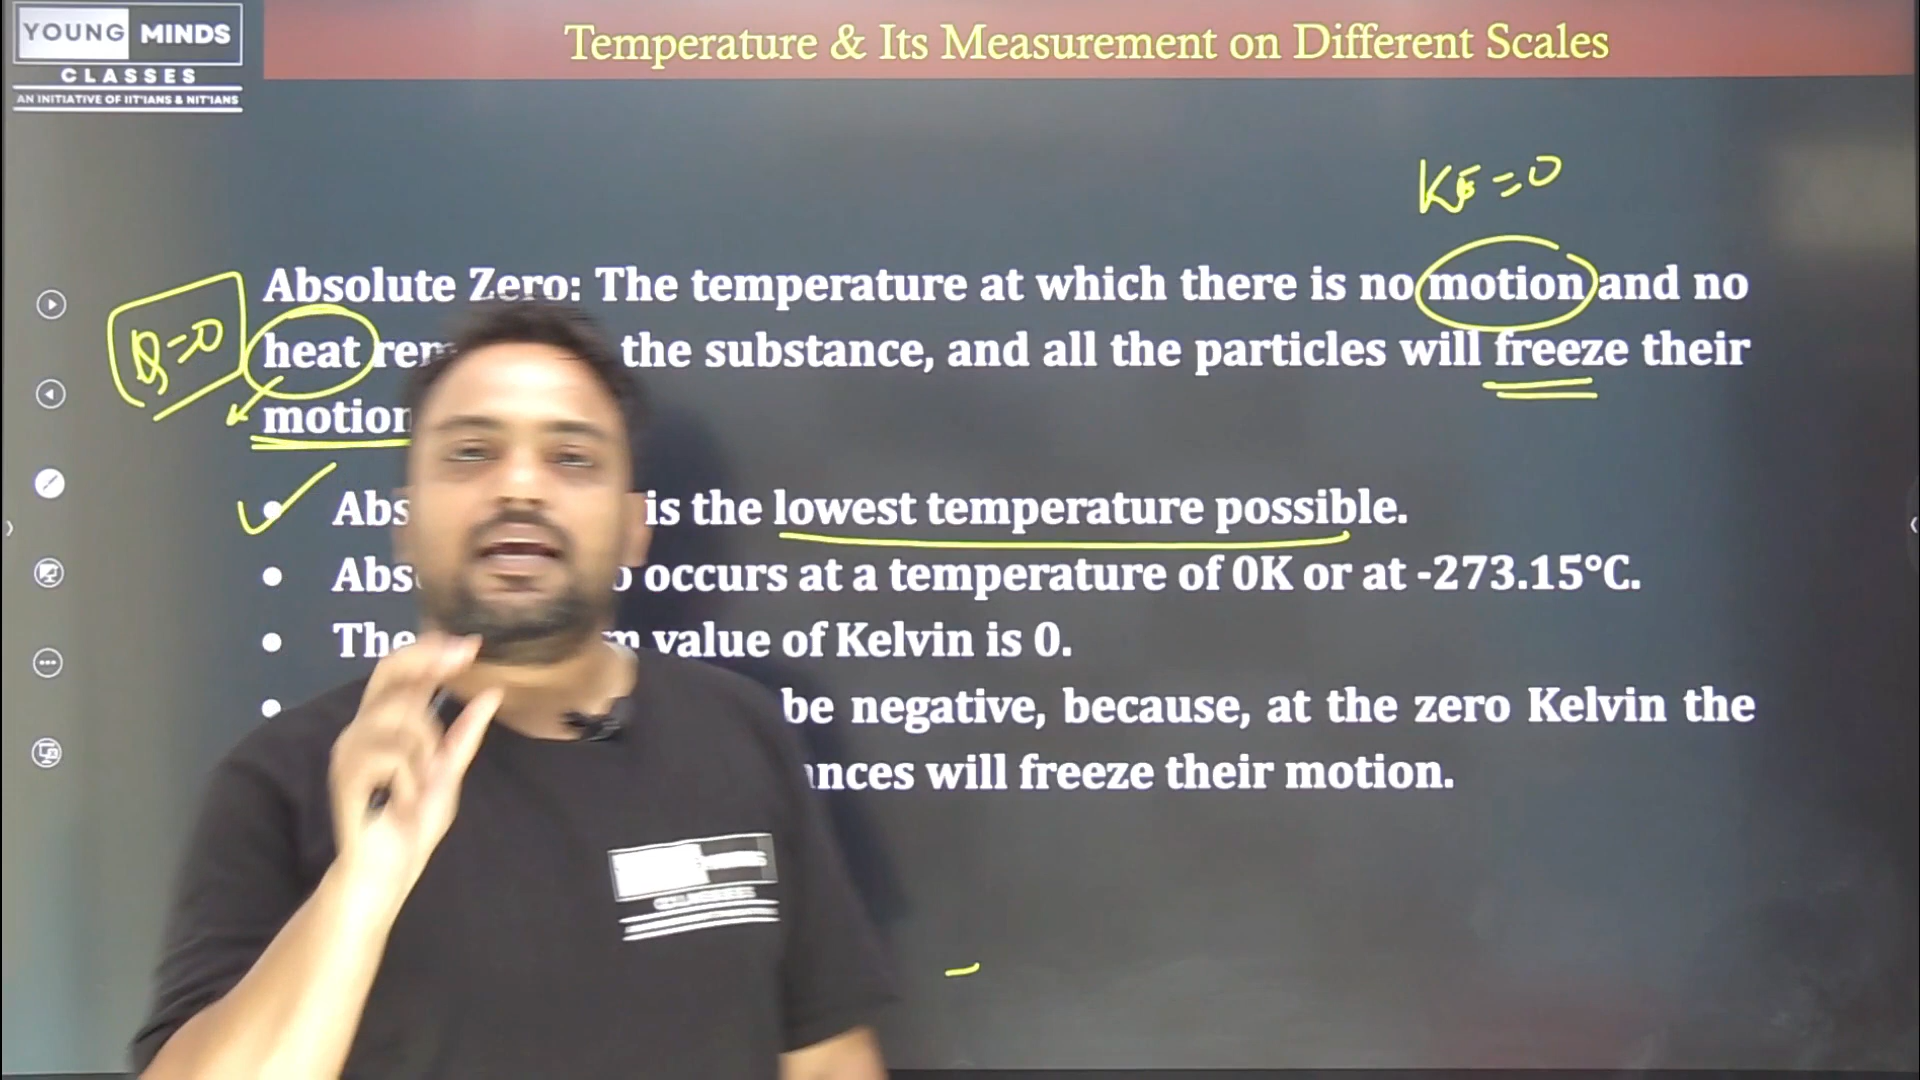 YOUNG MINDS
CLASSES
AN INITIATIVE OF IIT'IANS & NIT'IANS
Temperature & Its Measurement on Different Scales
KE=0
Absolute Zero: The temperature at which there is no motion and no
Q=0
heat the substance, and all the particles will freeze their
motion
is the lowest temperature possible.
occurs at a temperature of 0K or at -273.15°C.
value of Kelvin is 0.
be negative, because, at the zero Kelvin the
will freeze their motion.